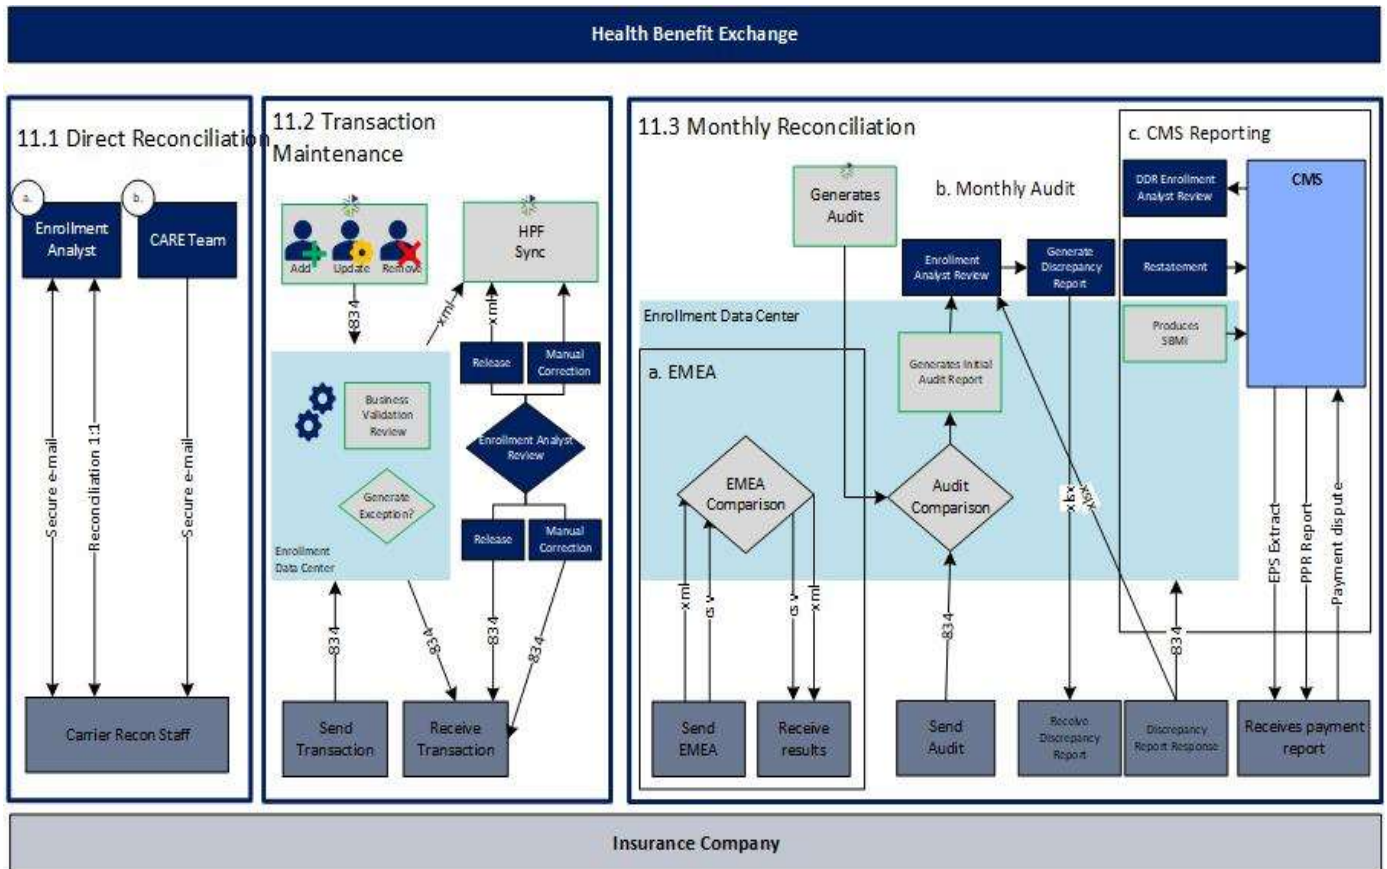 Health Benefit Exchange
11.1 Direct Reconciliation
a.
b.
Enrollment
Analyst
CARE Team
Secure e-mail
Reconciliation 1:1
Secure e-mail
Carrier Recon Staff
11.2 Transaction
Maintenance
Add
Update
Remove
HPF
Sync
834
xml
xml
Release
Manual
Correction
Business
Validation
Review
Enrollment Analyst
Review
Generate
Exception?
Enrollment
Data Center
Release
Manual
Correction
834
834
834
834
Send
Transaction
Receive
Transaction
11.3 Monthly Reconciliation
Generates
Audit
b. Monthly Audit
Enrollment
Analyst Review
Generate
Discrepancy
Report
Enrollment Data Center
a. EMEA
Generates Initial
Audit Report
EMEA
Comparison
Audit
Comparison
xml
csv
csv
xml
834
xlsx
xlsx
834
Send
EMEA
Receive
results
Send
Audit
Receive
Discrepancy
Report
Discrepancy
Report Response
c. CMS Reporting
DDR Enrollment
Analyst Review
CMS
Restatement
Produces
SBMI
EPS Extract
PPR Report
Payment dispute
Receives payment
report
Insurance Company